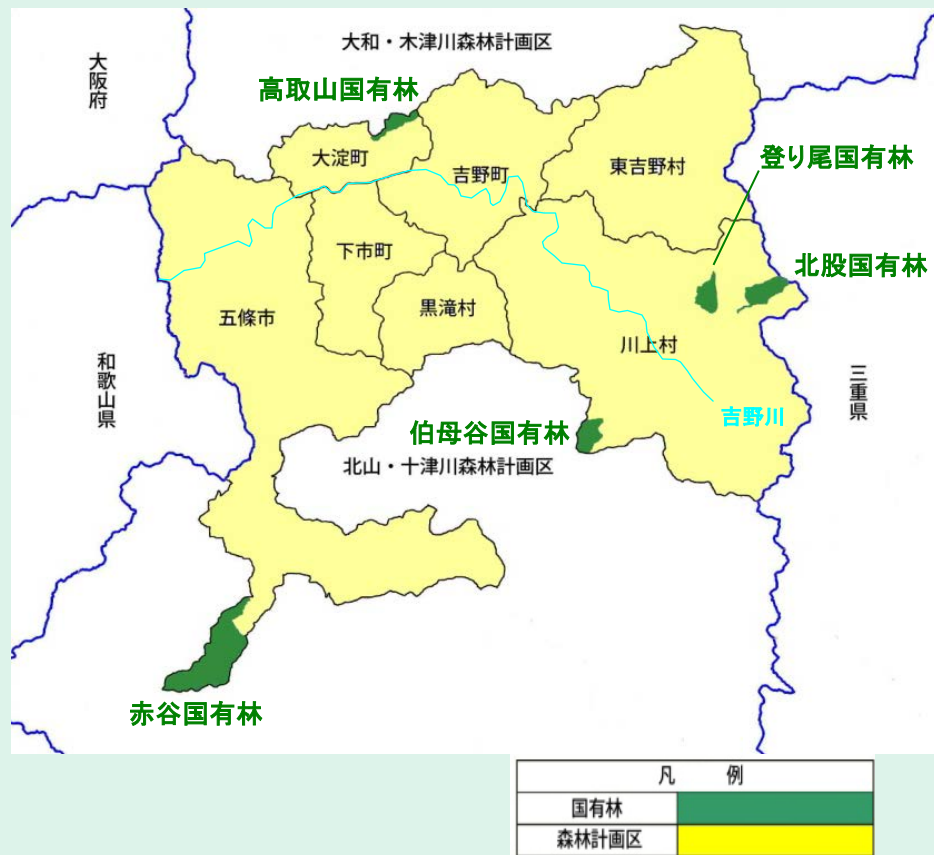 大和・木津川森林計画区
大阪府
高取山国有林
大淀町
吉野町
東吉野村
登り尾国有林
下市町
北股国有林
黒滝村
五條市
川上村
和歌山県
三重県
吉野川
伯母谷国有林
北山・十津川森林計画区
赤谷国有林
凡 例
国有林
森林計画区